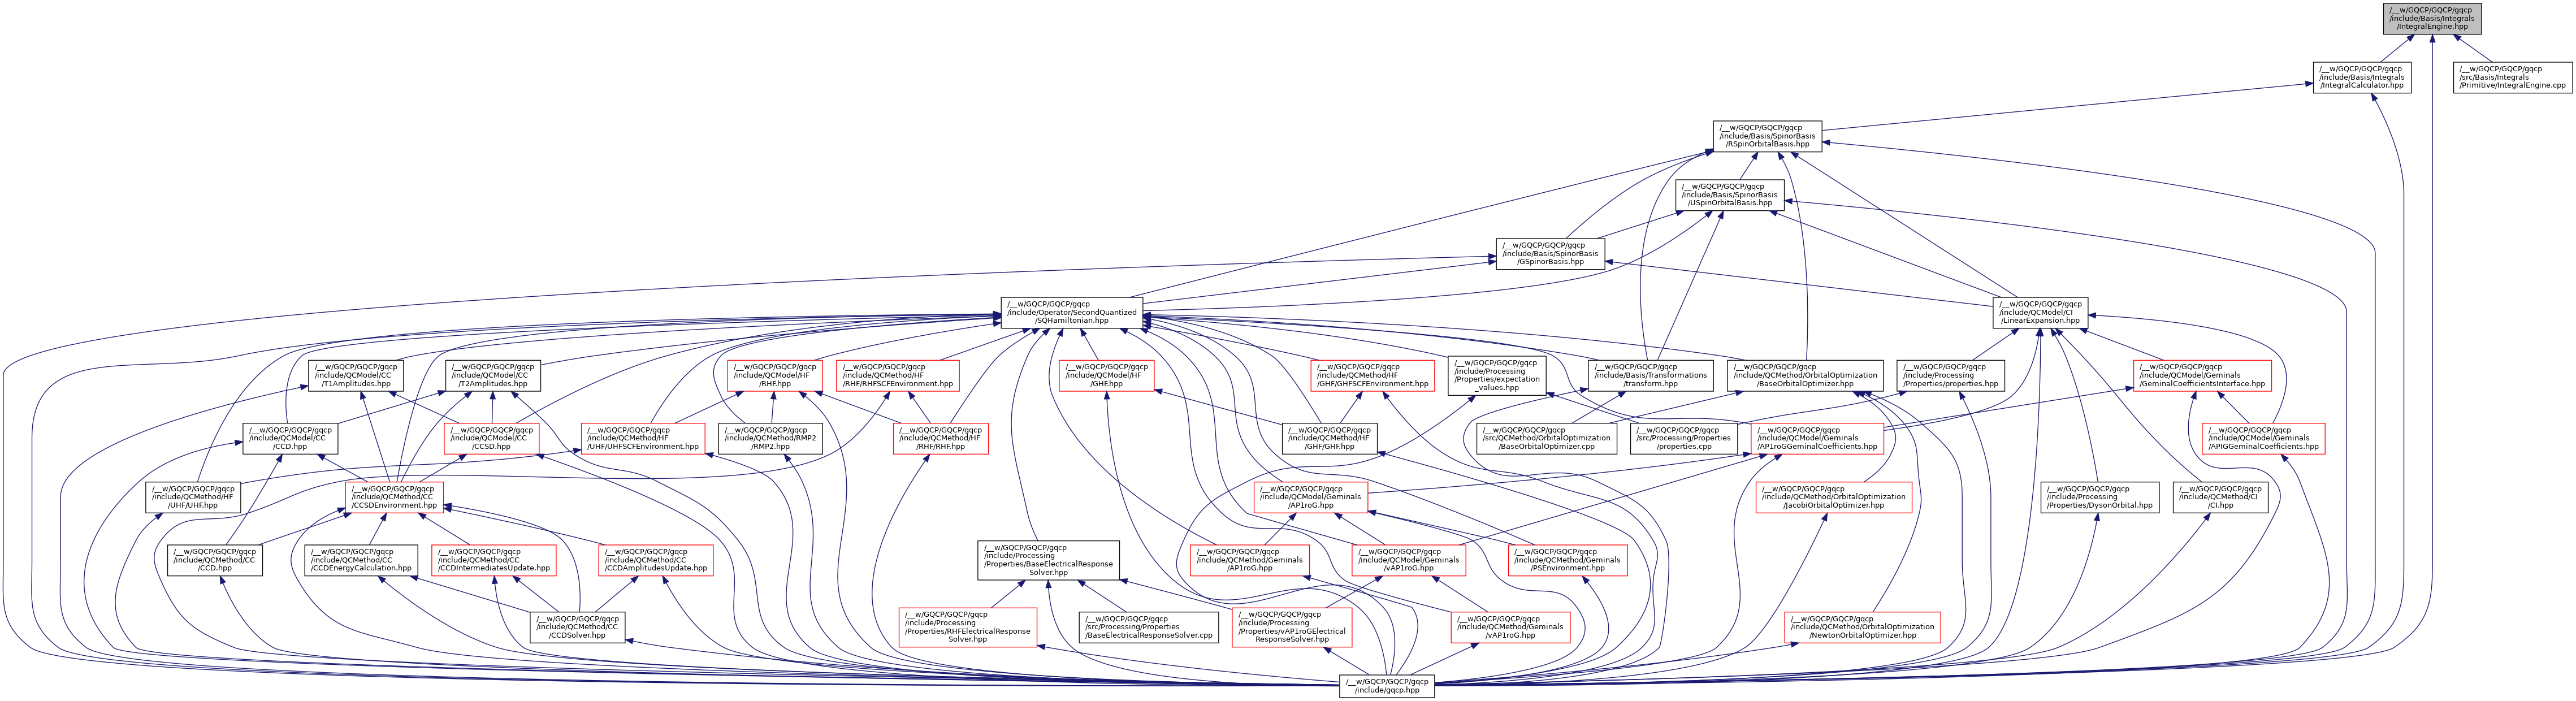 /__w/GQCP/GQCP/gqcp
/include/Basis/Integrals
/IntegralEngine.hpp
/__w/GQCP/GQCP/gqcp
/include/Basis/Integrals
/IntegralCalculator.hpp
/__w/GQCP/GQCP/gqcp
/src/Basis/Integrals
/Primitive/IntegralEngine.cpp
/__w/GQCP/GQCP/gqcp
/include/Basis/SpinorBasis
/RSpinOrbitalBasis.hpp
/__w/GQCP/GQCP/gqcp
/include/Basis/SpinorBasis
/USpinOrbitalBasis.hpp
/__w/GQCP/GQCP/gqcp
/include/Basis/SpinorBasis
/GSpinorBasis.hpp
/__w/GQCP/GQCP/gqcp
/include/Operator/SecondQuantized
/SQHamiltonian.hpp
/__w/GQCP/GQCP/gqcp
/include/QCModel/CI
/LinearExpansion.hpp
/__w/GQCP/GQCP/gqcp
/include/QCModel/CC
/T1Amplitudes.hpp
/__w/GQCP/GQCP/gqcp
/include/QCModel/CC
/T2Amplitudes.hpp
/__w/GQCP/GQCP/gqcp
/include/QCModel/HF
/RHF.hpp
/__w/GQCP/GQCP/gqcp
/include/QCMethod/HF
/RHF/RHFSCFEnvironment.hpp
/__w/GQCP/GQCP/gqcp
/include/QCModel/HF
/GHF.hpp
/__w/GQCP/GQCP/gqcp
/include/QCMethod/HF
/GHF/GHFSCFEnvironment.hpp
/__w/GQCP/GQCP/gqcp
/include/Processing
/Properties/expectation
_values.hpp
/__w/GQCP/GQCP/gqcp
/include/Basis/Transformations
/transform.hpp
/__w/GQCP/GQCP/gqcp
/include/QCMethod/OrbitalOptimization
/BaseOrbitalOptimizer.hpp
/__w/GQCP/GQCP/gqcp
/include/Processing
/Properties/properties.hpp
/__w/GQCP/GQCP/gqcp
/include/QCModel/Geminals
/GeminalCoefficientsInterface.hpp
/__w/GQCP/GQCP/gqcp
/include/QCModel/CC
/CCD.hpp
/__w/GQCP/GQCP/gqcp
/include/QCModel/CC
/CCSD.hpp
/__w/GQCP/GQCP/gqcp
/include/QCMethod/HF
/UHF/UHFSCFEnvironment.hpp
/__w/GQCP/GQCP/gqcp
/include/QCMethod/RMP2
/RMP2.hpp
/__w/GQCP/GQCP/gqcp
/include/QCMethod/HF
/RHF/RHF.hpp
/__w/GQCP/GQCP/gqcp
/include/QCMethod/HF
/GHF/GHF.hpp
/__w/GQCP/GQCP/gqcp
/src/QCMethod/OrbitalOptimization
/BaseOrbitalOptimizer.cpp
/__w/GQCP/GQCP/gqcp
/src/Processing/Properties
/properties.cpp
/__w/GQCP/GQCP/gqcp
/include/QCModel/Geminals
/AP1roGGeminalCoefficients.hpp
/__w/GQCP/GQCP/gqcp
/include/QCModel/Geminals
/APIGGeminalCoefficients.hpp
/__w/GQCP/GQCP/gqcp
/include/QCMethod/HF
/UHF/UHF.hpp
/__w/GQCP/GQCP/gqcp
/include/QCMethod/CC
/CCSDEnvironment.hpp
/__w/GQCP/GQCP/gqcp
/include/QCModel/Geminals
/AP1roG.hpp
/__w/GQCP/GQCP/gqcp
/include/QCMethod/OrbitalOptimization
/JacobiOrbitalOptimizer.hpp
/__w/GQCP/GQCP/gqcp
/include/Processing
/Properties/DysonOrbital.hpp
/__w/GQCP/GQCP/gqcp
/include/QCMethod/CI
/CI.hpp
/__w/GQCP/GQCP/gqcp
/include/QCMethod/CC
/CCD.hpp
/__w/GQCP/GQCP/gqcp
/include/QCMethod/CC
/CCDEnergyCalculation.hpp
/__w/GQCP/GQCP/gqcp
/include/QCMethod/CC
/CCDIntermediatesUpdate.hpp
/__w/GQCP/GQCP/gqcp
/include/QCMethod/CC
/CCDAmplitudesUpdate.hpp
/__w/GQCP/GQCP/gqcp
/include/Processing
/Properties/BaseElectricalResponse
Solver.hpp
/__w/GQCP/GQCP/gqcp
/include/QCMethod/Geminals
/AP1roG.hpp
/__w/GQCP/GQCP/gqcp
/include/QCModel/Geminals
/vAP1roG.hpp
/__w/GQCP/GQCP/gqcp
/include/QCMethod/Geminals
/PSEnvironment.hpp
/__w/GQCP/GQCP/gqcp
/include/QCMethod/CC
/CCDSolver.hpp
/__w/GQCP/GQCP/gqcp
/include/Processing
/Properties/RHFElectricalResponse
Solver.hpp
/__w/GQCP/GQCP/gqcp
/src/Processing/Properties
/BaseElectricalResponseSolver.cpp
/__w/GQCP/GQCP/gqcp
/include/Processing
/Properties/vAP1roGElectrical
ResponseSolver.hpp
/__w/GQCP/GQCP/gqcp
/include/QCMethod/Geminals
/vAP1roG.hpp
/__w/GQCP/GQCP/gqcp
/include/QCMethod/OrbitalOptimization
/NewtonOrbitalOptimizer.hpp
/__w/GQCP/GQCP/gqcp
/include/gqcp.hpp